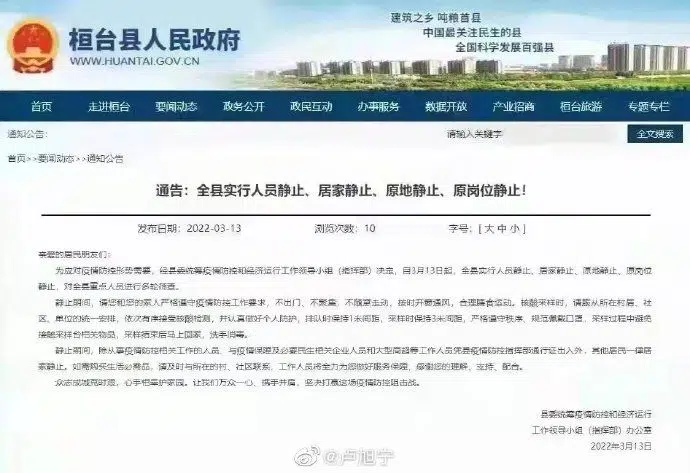 桓台县人民政府
WWW.HUANTAI.GOV.CN
建筑之乡 吨粮首县
中国最关注民生的县
全国科学发展百强县
首页 走进桓台 要闻动态 政务公开 政民互动 办事服务 数据开放 产业招商 桓台旅游 专题专栏
通知公告： 请输入关键字 全文搜索
首页>>要闻动态>>通知公告
通告：全县实行人员静止、居家静止、原地静止、原岗位静止！
发布日期：2022-03-13 浏览次数：10 字号：[ 大 中 小 ]
亲爱的居民朋友们：
为应对疫情防控形势需要，经县委统筹疫情防控和经济运行工作领导小组（指挥部）决定，自3月13日起，全县实行人员静止、居家静止、原地静止、原岗位静
止，对全县重点人员进行多轮筛查。
静止期间，请您和您的家人严格遵守疫情防控工作要求，不出门、不聚集、不随意走动，按时开窗通风，合理膳食运动。核酸采样时，请服从所在村居、社
区、单位的统一安排，依次有序接受核酸检测，并认真做好个人防护，排队时保持1米间距，采样时保持3米间距，严格遵守秩序，规范佩戴口罩，采样过程中避免
接触采样台相关物品，采样结束后马上回家，洗手消毒。
静止期间，除从事疫情防控相关工作的人员、与疫情保障及必要民生相关企业人员和大型商超等工作人员凭县疫情防控指挥部通行证出入外，其他居民一律居
家静止。如需购买生活必需品，请及时与所在的村、社区联系，工作人员将全力为您做好服务保障，感谢您的理解、支持、配合。
众志成城克时艰，心手相牵护家园。让我们万众一心、携手并肩，坚决打赢这场疫情防控阻击战。
县委统筹疫情防控和经济运行
工作领导小组（指挥部）办公室
2022年3月13日
@卢旭宁